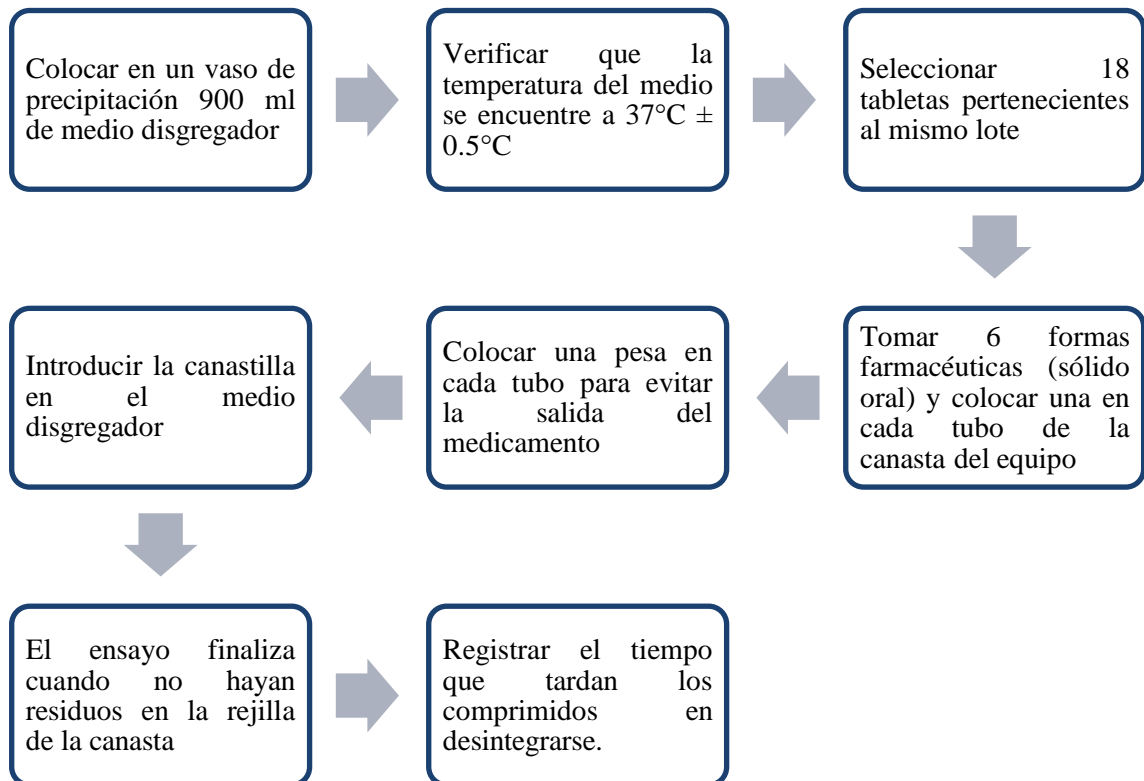 Colocar en un vaso de
precipitación 900 ml
de medio disgregador
Verificar que la
temperatura del medio
se encuentre a 37°C ±
0.5°C
Seleccionar 18
tabletas pertenecientes
al mismo lote
Tomar 6 formas
farmacéuticas (sólido
oral) y colocar una en
cada tubo de la
canasta del equipo
Colocar una pesa en
cada tubo para evitar
la salida del
medicamento
Introducir la canastilla
en el medio
disgregador
El ensayo finaliza
cuando no hayan
residuos en la rejilla
de la canasta
Registrar el tiempo
que tardan los
comprimidos en
desintegrarse.